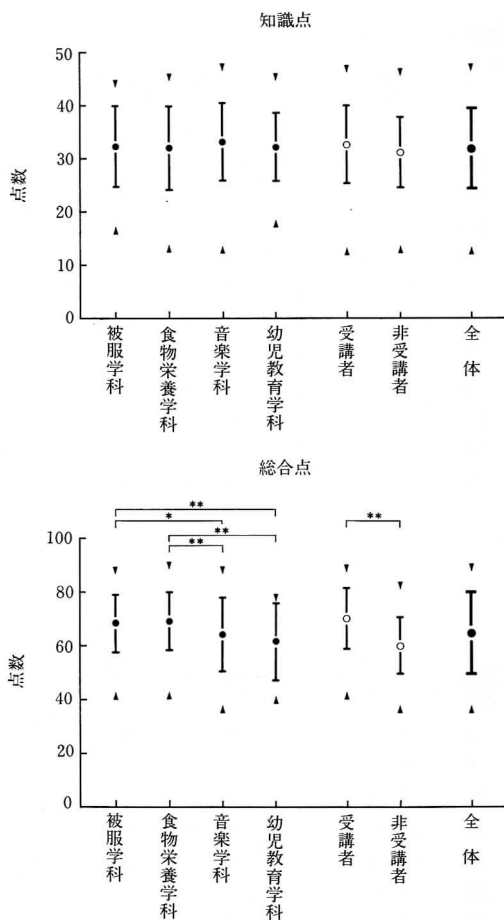 知識点
50
40
30
20
10
0
点数
被服学科
食物栄養学科
音楽学科
幼児教育学科
受講者
非受講者
全 体
総合点
**
*
**
**
**
100
80
60
40
20
0
点数
被服学科
食物栄養学科
音楽学科
幼児教育学科
受講者
非受講者
全 体